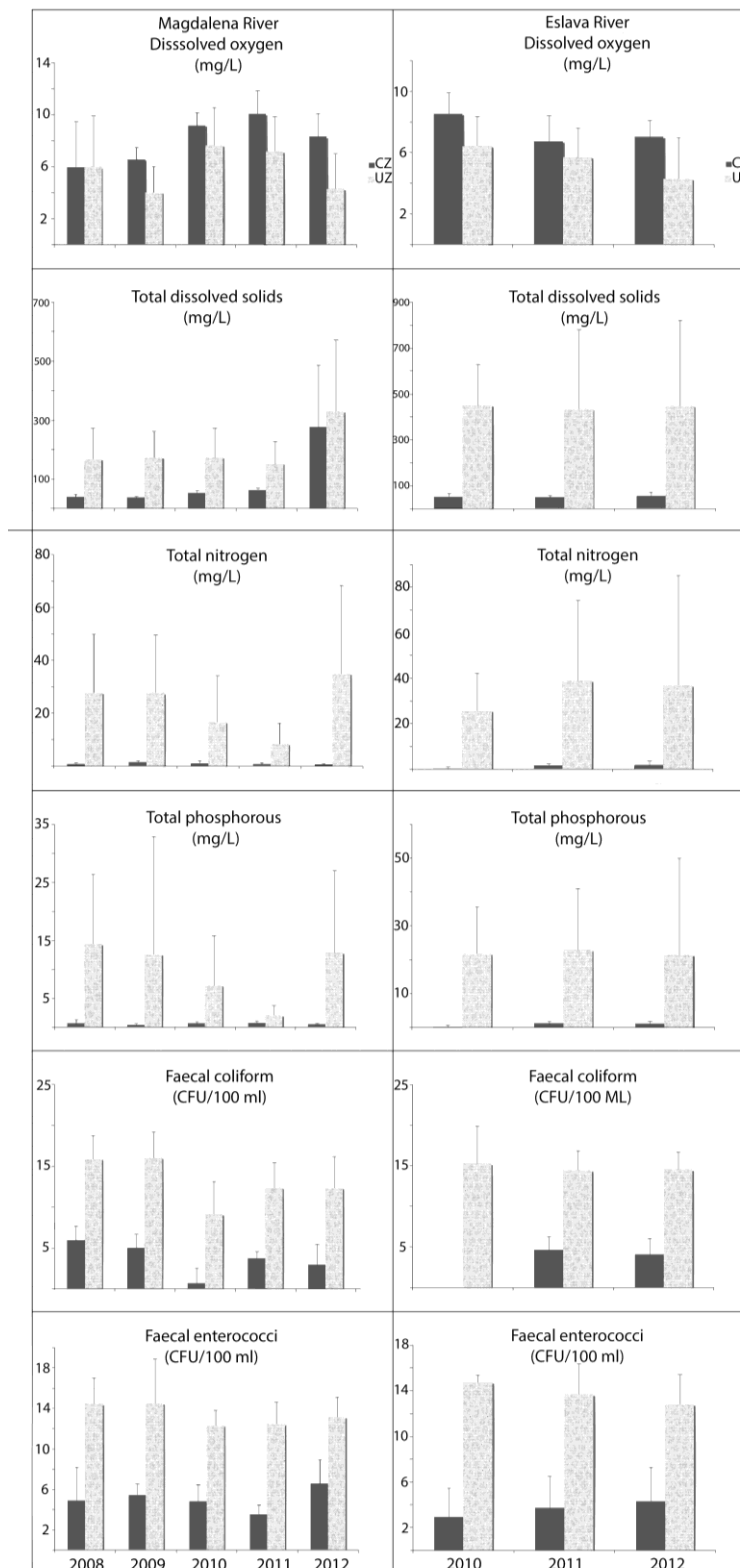 Magdalena River
Disssolved oxygen
(mg/L)
14
10
6
2
CZ
UZ
Eslava River
Dissolved oxygen
(mg/L)
10
6
2
C
U
Total dissolved solids
(mg/L)
700
500
300
100
Total dissolved solids
(mg/L)
900
700
500
300
100
Total nitrogen
(mg/L)
80
60
40
20
Total nitrogen
(mg/L)
80
60
40
20
Total phosphorous
(mg/L)
35
25
15
5
Total phosphorous
(mg/L)
50
30
10
Faecal coliform
(CFU/100 ml)
25
15
5
Faecal coliform
(CFU/100 ML)
25
15
5
Faecal enterococi
(CFU/100 ml)
18
14
10
6
2
2008 2009 2010 2011 2012
Faecal enterococi
(CFU/100 ml)
18
14
10
6
2
2010 2011 2012